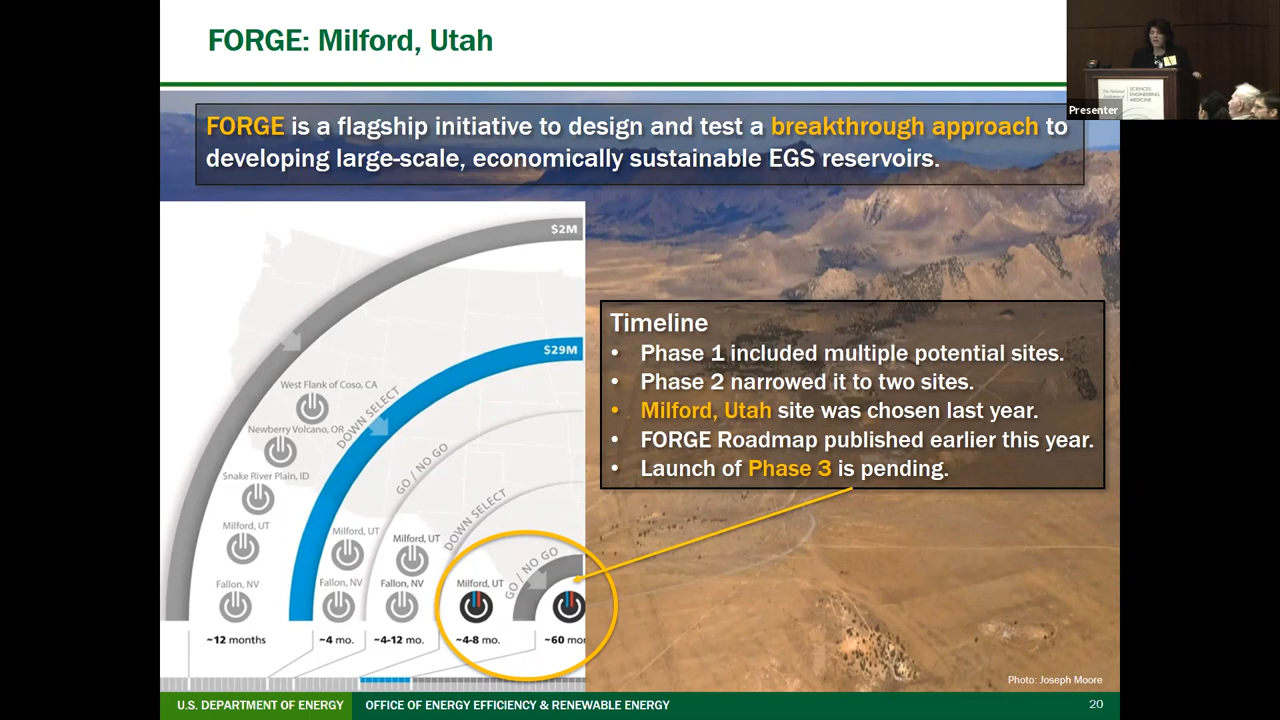 FORGE: Milford, Utah
Presenter
SCIENCES
ENGINEERING
MEDICINE
FORGE is a flagship initiative to design and test a breakthrough approach to
developing large-scale, economically sustainable EGS reservoirs.
$2M
$29M
West Flank of Coso, CA
Newberry Volcano, OR
Snake River Plain, ID
Milford, UT
Fallon, NV
DOWN SELECT
Milford, UT
Fallon, NV
GO / NO GO
Milford, UT
Fallon, NV
DOWN SELECT
Milford, UT
GO / NO GO
~12 months
~4 mo.
~4-12 mo.
~4-8 mo.
~60 mo
Timeline
• Phase 1 included multiple potential sites.
• Phase 2 narrowed it to two sites.
• Milford, Utah site was chosen last year.
• FORGE Roadmap published earlier this year.
• Launch of Phase 3 is pending.
Photo: Joseph Moore
U.S. DEPARTMENT OF ENERGY
OFFICE OF ENERGY EFFICIENCY & RENEWABLE ENERGY
20